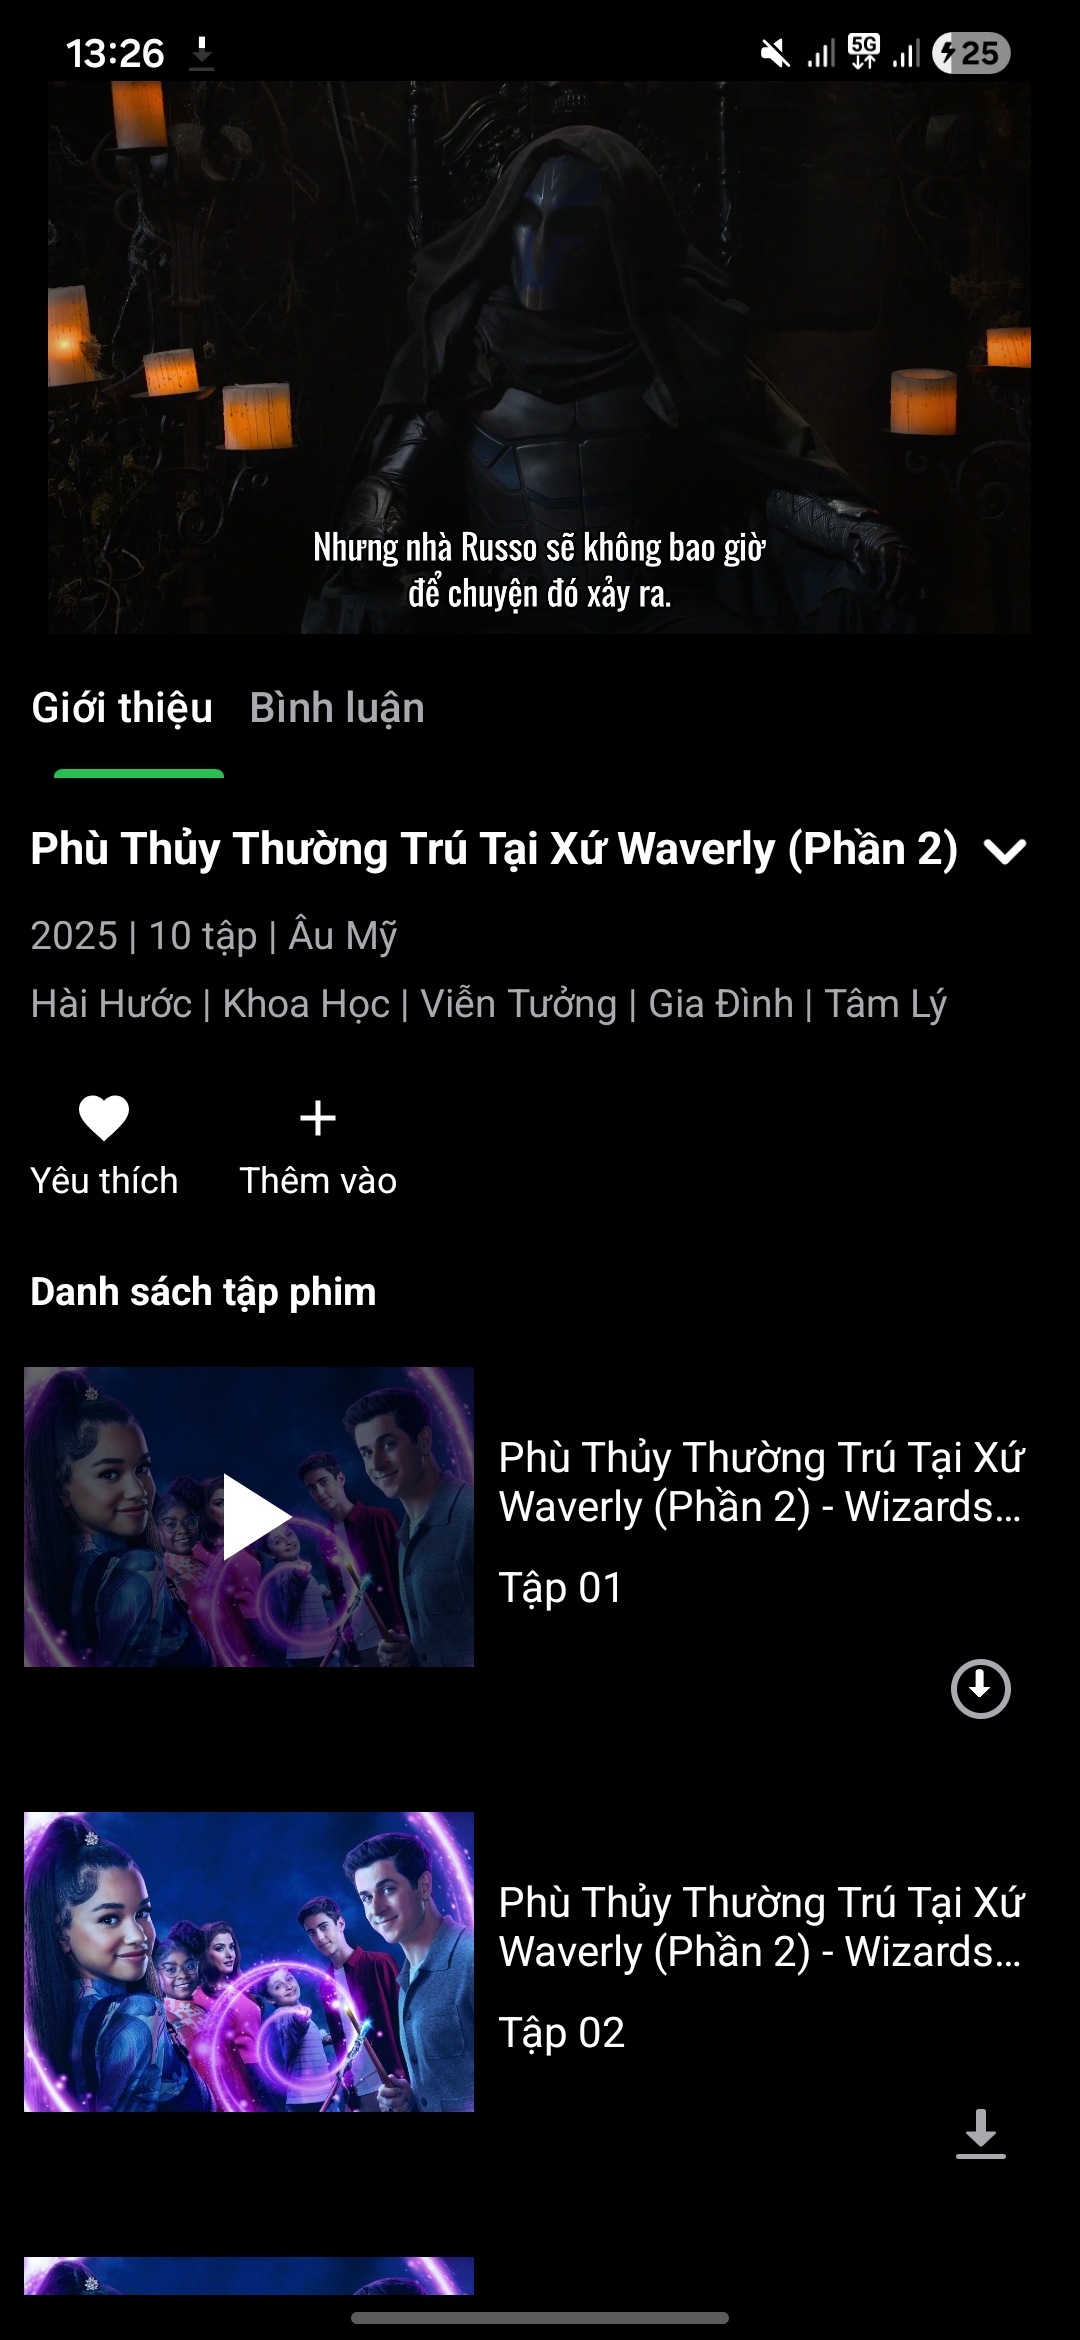 13:26
5G
25
Nhưng nhà Russo sẽ không bao giờ
để chuyện đó xảy ra.
Giới thiệu Bình luận
Phù Thủy Thường Trú Tại Xứ Waverly (Phần 2)
2025 | 10 tập | Âu Mỹ
Hài Hước | Khoa Học | Viễn Tưởng | Gia Đình | Tâm Lý
Yêu thích Thêm vào
Danh sách tập phim
Phù Thủy Thường Trú Tại Xứ
Waverly (Phần 2) - Wizards...
Tập 01
Phù Thủy Thường Trú Tại Xứ
Waverly (Phần 2) - Wizards...
Tập 02